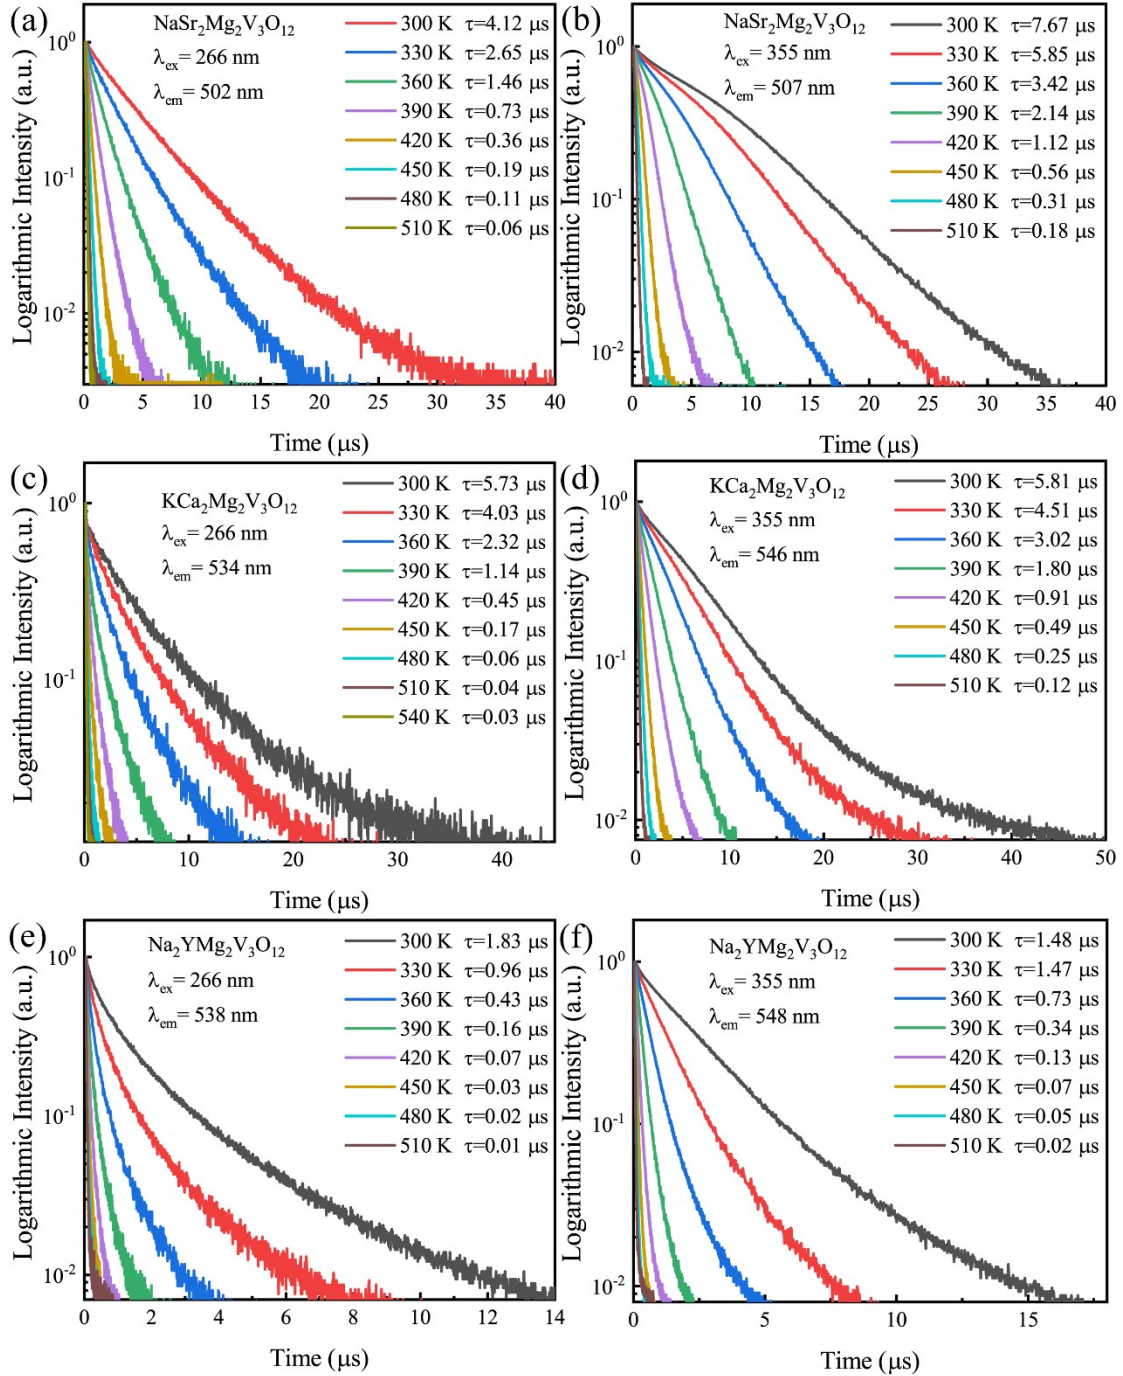 (a)
NaSr₂Mg₂V₃O₁₂
λex= 266 nm
λem= 502 nm
300 K τ=4.12 μs
330 K τ=2.65 μs
360 K τ=1.46 μs
390 K τ=0.73 μs
420 K τ=0.36 μs
450 K τ=0.19 μs
480 K τ=0.11 μs
510 K τ=0.06 μs
Logarithmic Intensity (a.u.)
10⁰
10⁻¹
10⁻²
0 5 10 15 20 25 30 35 40
Time (μs)
(b)
NaSr₂Mg₂V₃O₁₂
λex= 355 nm
λem= 507 nm
300 K τ=7.67 μs
330 K τ=5.85 μs
360 K τ=3.42 μs
390 K τ=2.14 μs
420 K τ=1.12 μs
450 K τ=0.56 μs
480 K τ=0.31 μs
510 K τ=0.18 μs
Logarithmic Intensity (a.u.)
10⁰
10⁻¹
10⁻²
0 5 10 15 20 25 30 35 40
Time (μs)
(c)
KCa₂Mg₂V₃O₁₂
λex= 266 nm
λem= 534 nm
300 K τ=5.73 μs
330 K τ=4.03 μs
360 K τ=2.32 μs
390 K τ=1.14 μs
420 K τ=0.45 μs
450 K τ=0.17 μs
480 K τ=0.06 μs
510 K τ=0.04 μs
540 K τ=0.03 μs
Logarithmic Intensity (a.u.)
10⁰
10⁻¹
0 10 20 30 40
Time (μs)
(d)
KCa₂Mg₂V₃O₁₂
λex= 355 nm
λem= 546 nm
300 K τ=5.81 μs
330 K τ=4.51 μs
360 K τ=3.02 μs
390 K τ=1.80 μs
420 K τ=0.91 μs
450 K τ=0.49 μs
480 K τ=0.25 μs
510 K τ=0.12 μs
Logarithmic Intensity (a.u.)
10⁰
10⁻¹
10⁻²
0 10 20 30 40 50
Time (μs)
(e)
Na₂YMg₂V₃O₁₂
λex= 266 nm
λem= 538 nm
300 K τ=1.83 μs
330 K τ=0.96 μs
360 K τ=0.43 μs
390 K τ=0.16 μs
420 K τ=0.07 μs
450 K τ=0.03 μs
480 K τ=0.02 μs
510 K τ=0.01 μs
Logarithmic Intensity (a.u.)
10⁰
10⁻¹
10⁻²
0 2 4 6 8 10 12 14
Time (μs)
(f)
Na₂YMg₂V₃O₁₂
λex= 355 nm
λem= 548 nm
300 K τ=1.48 μs
330 K τ=1.47 μs
360 K τ=0.73 μs
390 K τ=0.34 μs
420 K τ=0.13 μs
450 K τ=0.07 μs
480 K τ=0.05 μs
510 K τ=0.02 μs
Logarithmic Intensity (a.u.)
10⁰
10⁻¹
10⁻²
0 5 10 15
Time (μs)